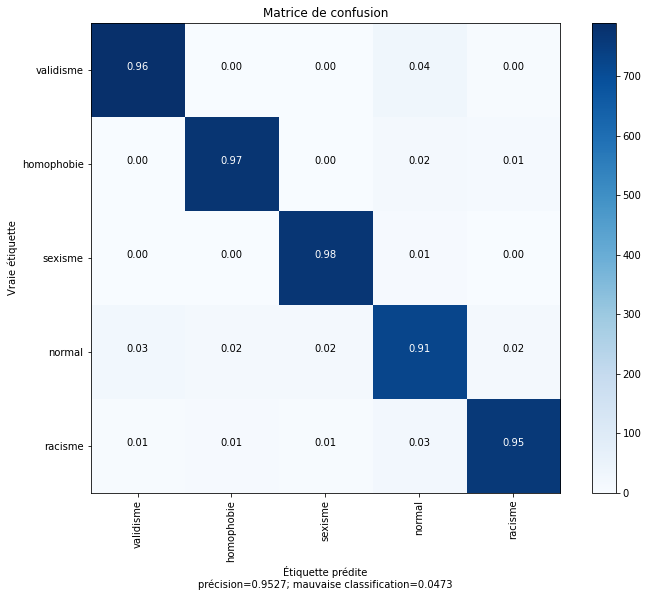 Matrice de confusion
validisme 0.96 0.00 0.00 0.04 0.00
homophobie 0.00 0.97 0.00 0.02 0.01
sexisme 0.00 0.00 0.98 0.01 0.00
normal 0.03 0.02 0.02 0.91 0.02
racisme 0.01 0.01 0.01 0.03 0.95
Vraie étiquette
validisme homophobie sexisme normal racisme
Étiquette prédite
précision=0.9527; mauvaise classification=0.0473
700
600
500
400
300
200
100
0